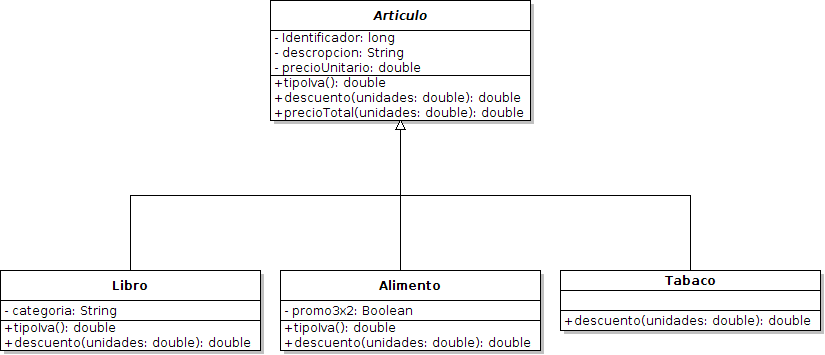 Articulo
- Identificador: long
- descropcion: String
- precioUnitario: double
+tipoIva(): double
+descuento(unidades: double): double
+precioTotal(unidades: double): double
Libro
- categoria: String
+tipoIva(): double
+descuento(unidades: double): double
Alimento
- promo3x2: Boolean
+tipoIva(): double
+descuento(unidades: double): double
Tabaco
+descuento(unidades: double): double